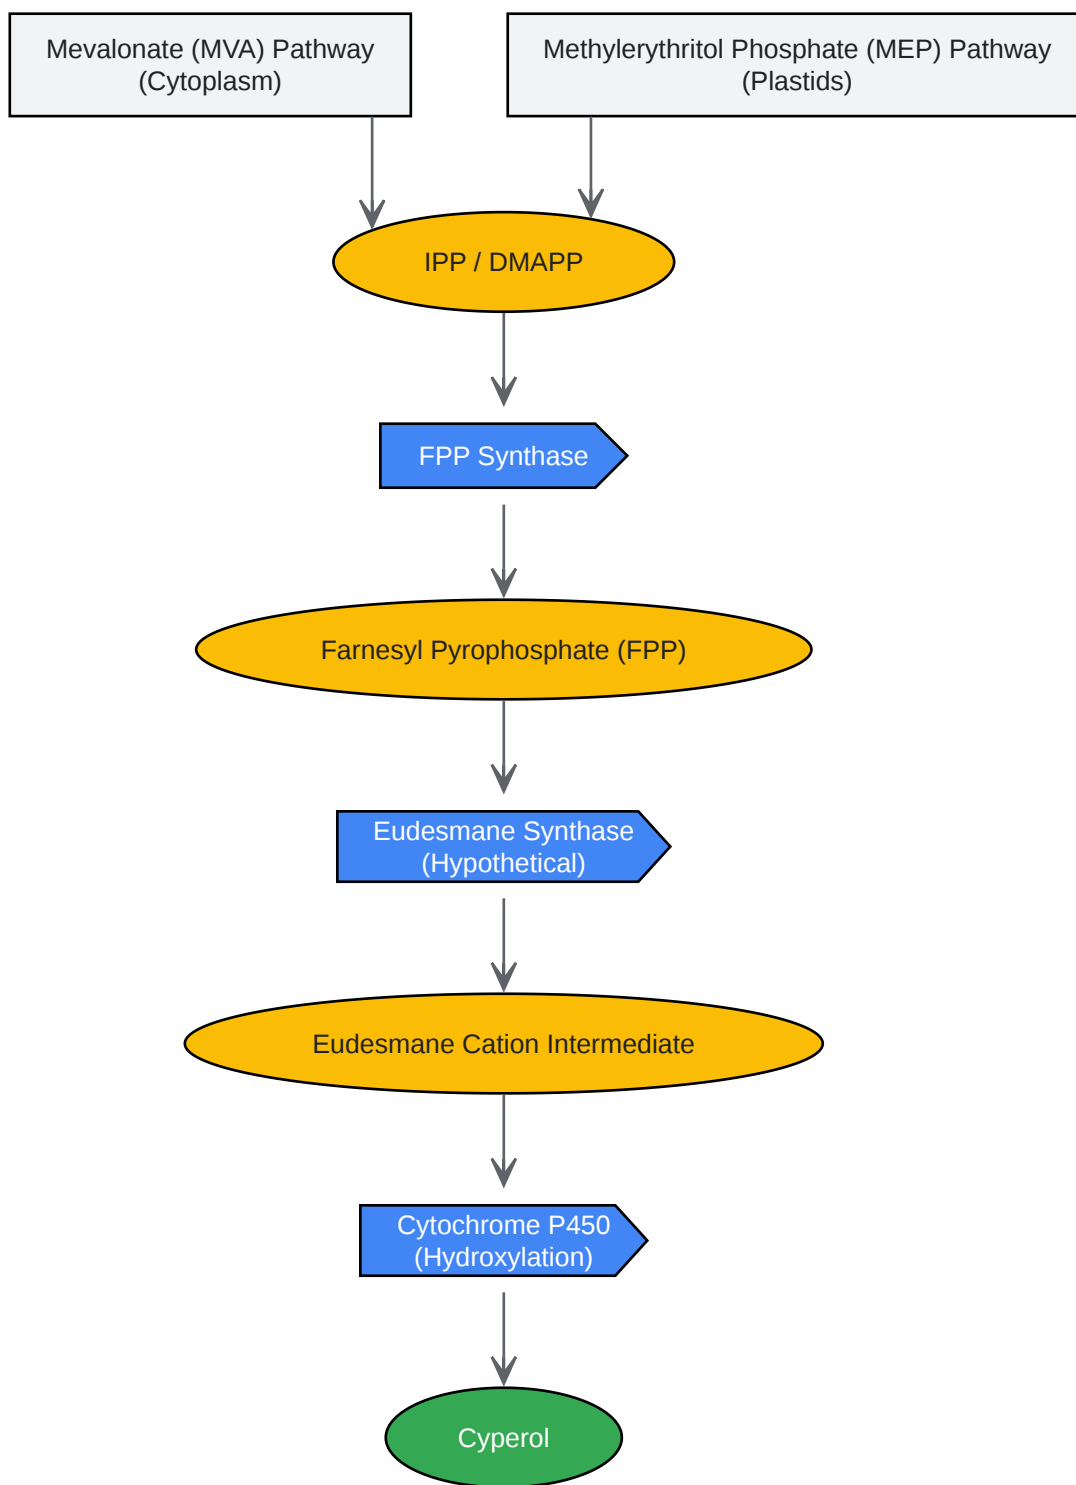 Mevalonate (MVA) Pathway
(Cytoplasm)
Methylerythritol Phosphate (MEP) Pathway
(Plastids)
IPP / DMAPP
FPP Synthase
Farnesyl Pyrophosphate (FPP)
Eudesmane Synthase
(Hypothetical)
Eudesmane Cation Intermediate
Cytochrome P450
(Hydroxylation)
Cyperol